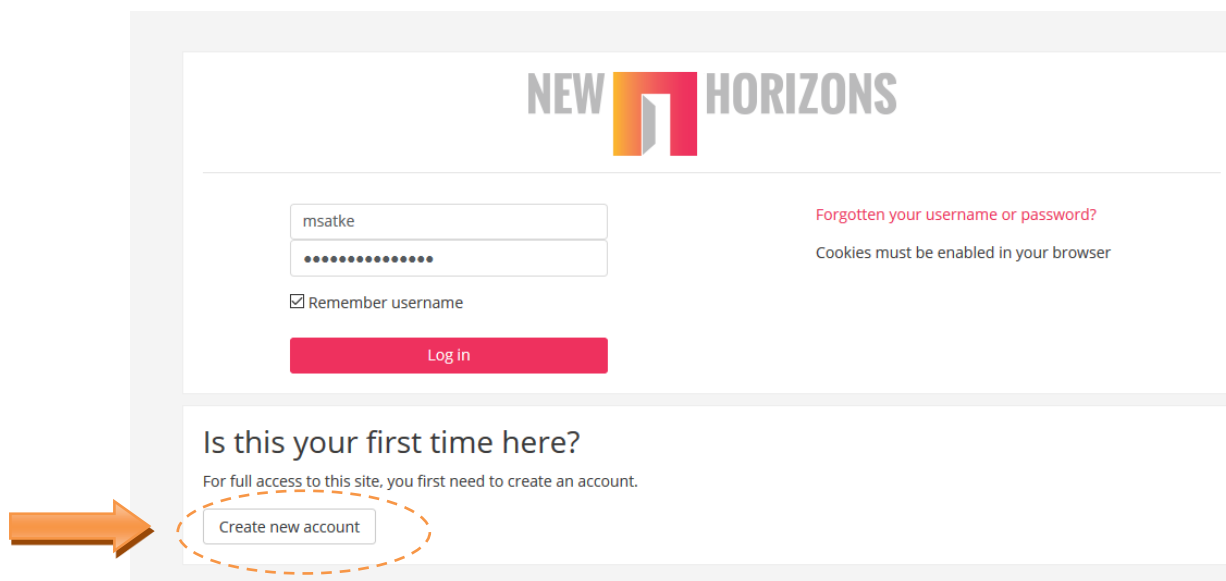 NEW HORIZONS
msatke
Forgotten your username or password?
•••••••••••••••
Cookies must be enabled in your browser
Remember username
Log in
Is this your first time here?
For full access to this site, you first need to create an account.
Create new account